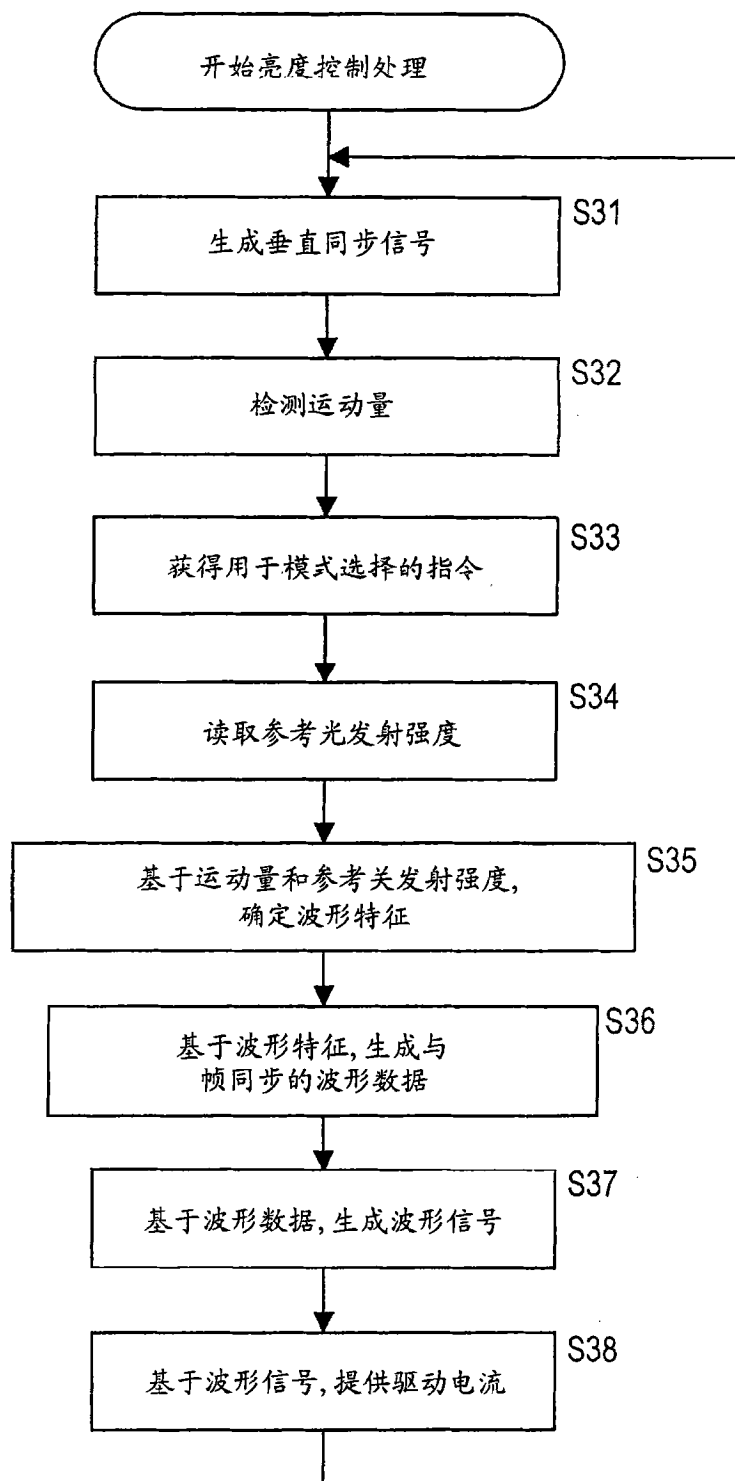 开始亮度控制处理
S31
生成垂直同步信号
S32
检测运动量
S33
获得用于模式选择的指令
S34
读取参考光发射强度
S35
基于运动量和参考关发射强度,
确定波形特征
S36
基于波形特征,生成与
帧同步的波形数据
S37
基于波形数据,生成波形信号
S38
基于波形信号,提供驱动电流